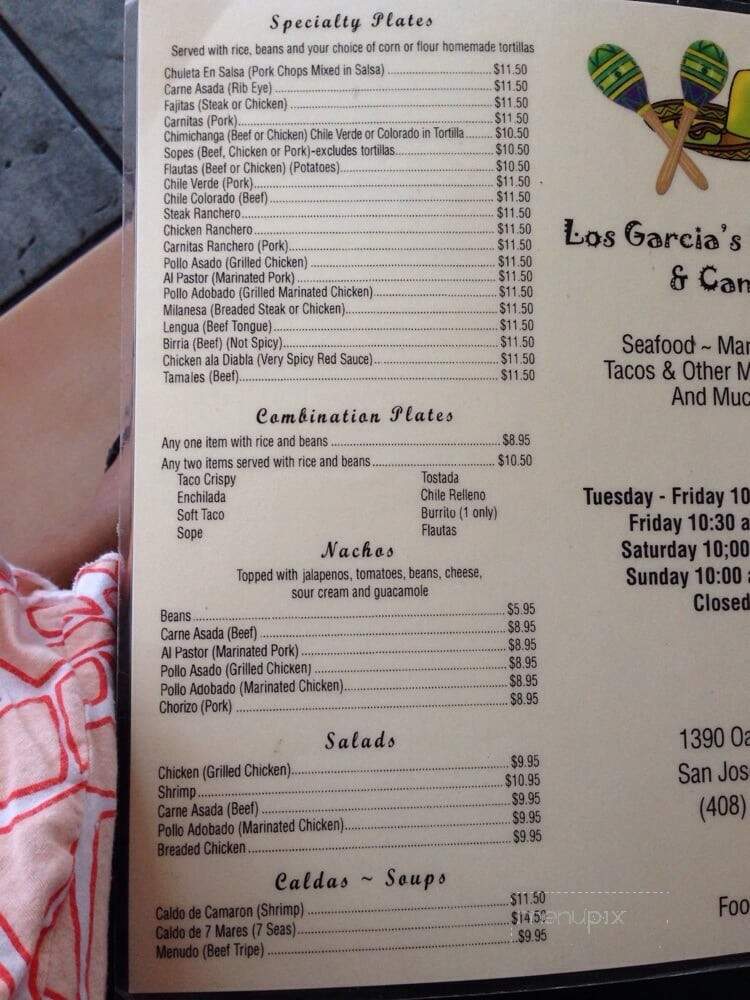 Specialty Plates
Served with rice, beans and your choice of corn or flour homemade tortillas
Chuleta En Salsa (Pork Chops Mixed in Salsa) $11.50
Carne Asada (Rib Eye) $11.50
Fajitas (Steak or Chicken) $11.50
Carnitas (Pork) $11.50
Chimichanga (Beef or Chicken) Chile Verde or Colorado in Tortilla $10.50
Sopes (Beef, Chicken or Pork)-excludes tortillas $10.50
Flautas (Beef or Chicken) (Potatoes) $10.50
Chile Verde (Pork) $11.50
Chile Colorado (Beef) $11.50
Steak Ranchero $11.50
Chicken Ranchero $11.50
Carnitas Ranchero (Pork) $11.50
Pollo Asado (Grilled Chicken) $11.50
Al Pastor (Marinated Pork) $11.50
Pollo Adobado (Grilled Marinated Chicken) $11.50
Milanesa (Breaded Steak or Chicken) $11.50
Lengua (Beef Tongue) $11.50
Birria (Beef) (Not Spicy) $11.50
Chicken ala Diabla (Very Spicy Red Sauce) $11.50
Tamales (Beef) $11.50
Combination Plates
Any one item with rice and beans $8.95
Any two items served with rice and beans $10.50
Taco Crispy Tostada
Enchilada Chile Relleno
Soft Taco Burrito (1 only)
Sope Flautas
Nachos
Topped with jalapenos, tomatoes, beans, cheese,
sour cream and guacamole
Beans $5.95
Carne Asada (Beef) $8.95
Al Pastor (Marinated Pork) $8.95
Pollo Asado (Grilled Chicken) $8.95
Pollo Adobado (Marinated Chicken) $8.95
Chorizo (Pork) $8.95
Salads
Chicken (Grilled Chicken) $9.95
Shrimp $10.95
Carne Asada (Beef) $9.95
Pollo Adobado (Marinated Chicken) $9.95
Breaded Chicken $9.95
Caldas ~ Soups
Caldo de Camaron (Shrimp) $11.50
Caldo de 7 Mares (7 Seas) $14.50
Menudo (Beef Tripe) $9.95
menupix
Los Garcia's
& Can
Seafood ~ Mar
Tacos & Other M
And Muc
Tuesday - Friday 10
Friday 10:30 a
Saturday 10;00
Sunday 10:00 a
Closed
1390 Oa
San Jos
(408)
Foo